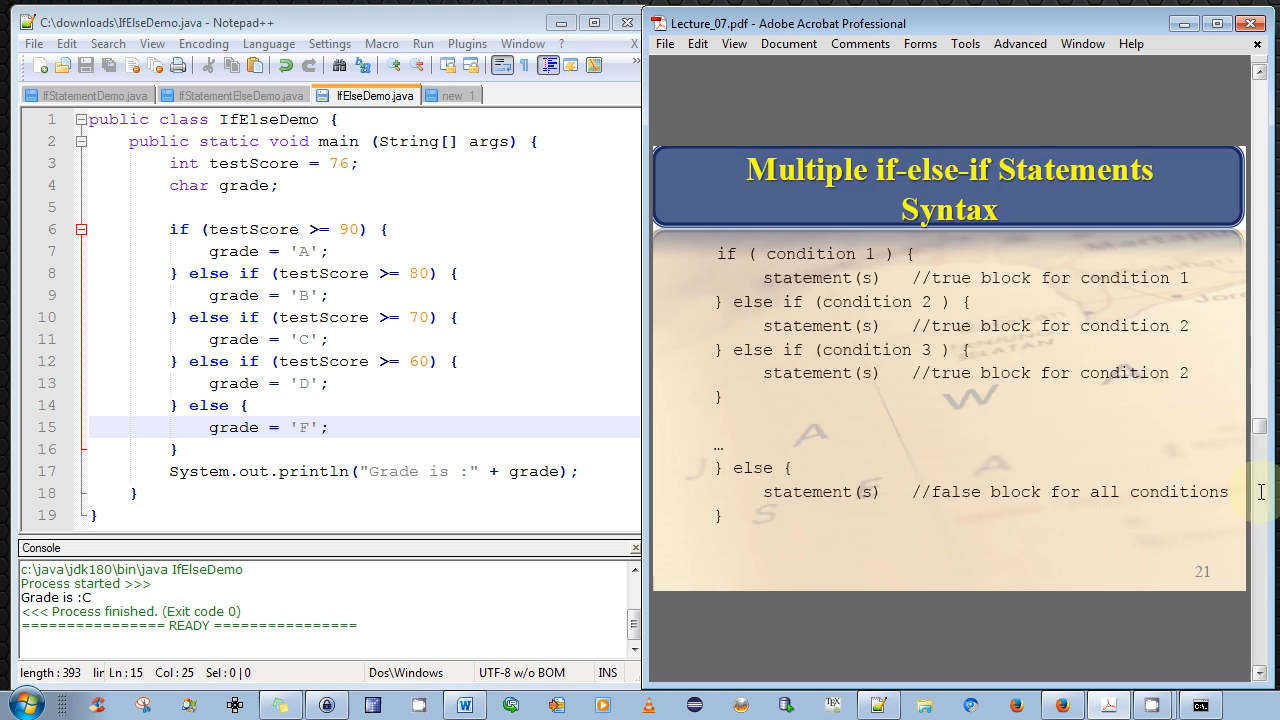 C:\downloads\IfElseDemo.java - Notepad++
File Edit Search View Encoding Language Settings Macro Run Plugins Window ? X
IfStatementDemo.java IfStatementElseDemo.java IfElseDemo.java new 1
1 public class IfElseDemo {
2 public static void main (String[] args) {
3 int testScore = 76;
4 char grade;
5
6 if (testScore >= 90) {
7 grade = 'A';
8 } else if (testScore >= 80) {
9 grade = 'B';
10 } else if (testScore >= 70) {
11 grade = 'C';
12 } else if (testScore >= 60) {
13 grade = 'D';
14 } else {
15 grade = 'F';
16 }
17 System.out.println("Grade is :" + grade);
18 }
19 }
Console
c:\java\jdk180\bin\java IfElseDemo
Process started >>>
Grade is :C
<<< Process finished. (Exit code 0)
================ READY ================
length : 393 lir Ln : 15 Col : 25 Sel : 0 | 0 Dos\Windows UTF-8 w/o BOM INS
Lecture_07.pdf - Adobe Acrobat Professional
File Edit View Document Comments Forms Tools Advanced Window Help
Multiple if-else-if Statements
Syntax
if ( condition 1 ) {
statement(s) //true block for condition 1
} else if (condition 2 ) {
statement(s) //true block for condition 2
} else if (condition 3 ) {
statement(s) //true block for condition 2
}
…
} else {
statement(s) //false block for all conditions
}
21